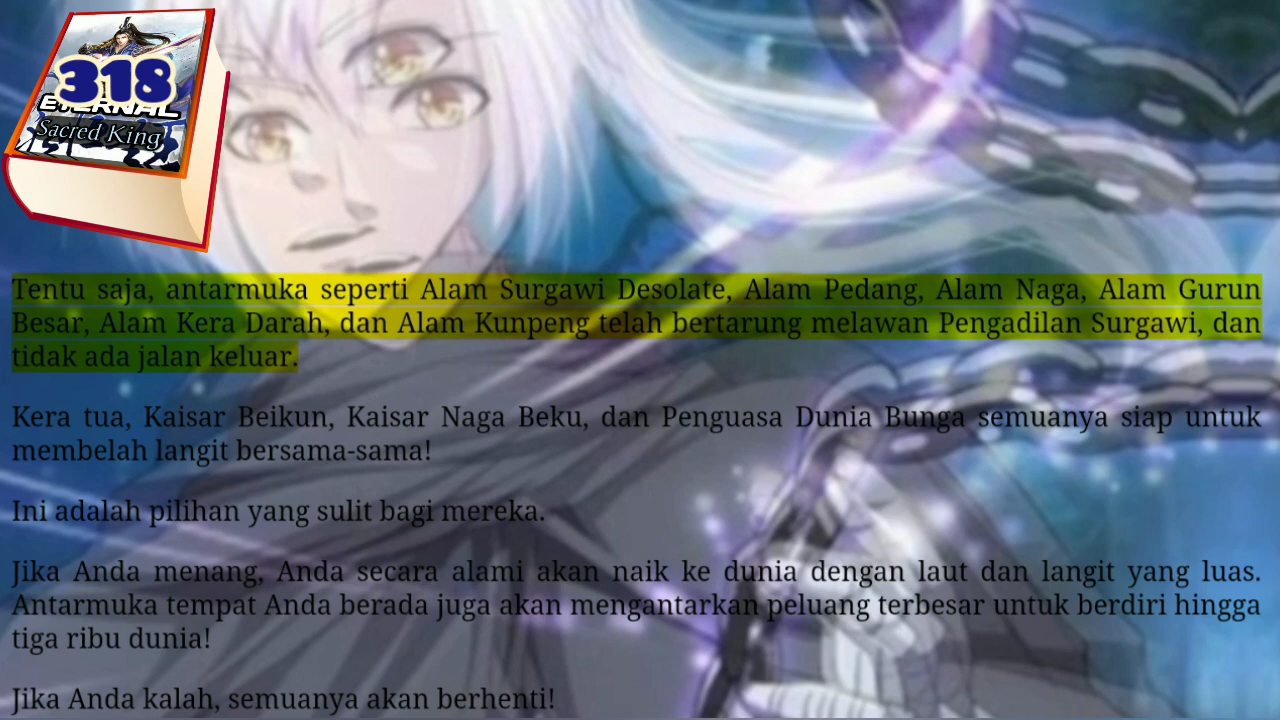 318
ETERNAL
Sacred King
Tentu saja, antarmuka seperti Alam Surgawi Desolate, Alam Pedang, Alam Naga, Alam Gurun
Besar, Alam Kera Darah, dan Alam Kunpeng telah bertarung melawan Pengadilan Surgawi, dan
tidak ada jalan keluar.
Kera tua, Kaisar Beikun, Kaisar Naga Beku, dan Penguasa Dunia Bunga semuanya siap untuk
membelah langit bersama-sama!
Ini adalah pilihan yang sulit bagi mereka.
Jika Anda menang, Anda secara alami akan naik ke dunia dengan laut dan langit yang luas.
Antarmuka tempat Anda berada juga akan mengantarkan peluang terbesar untuk berdiri hingga
tiga ribu dunia!
Jika Anda kalah, semuanya akan berhenti!